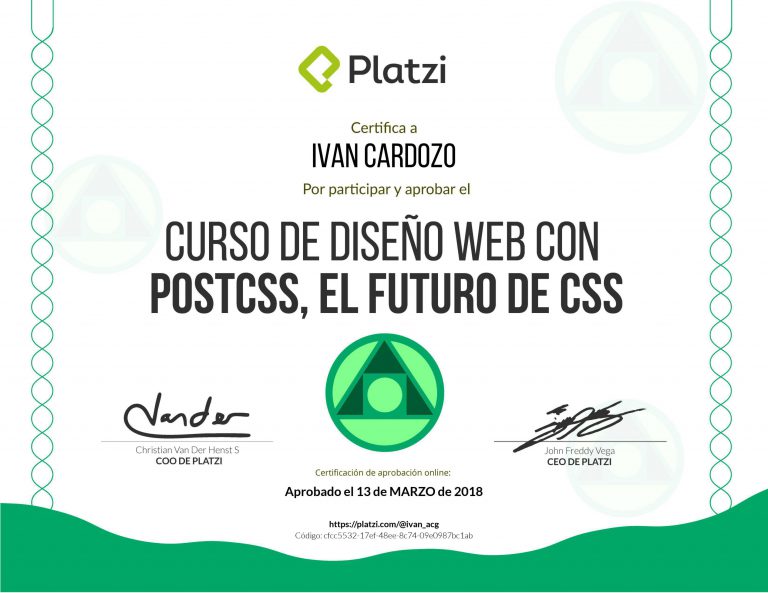 Platzi
Certifica a
IVAN CARDOZO
Por participar y aprobar el
CURSO DE DISEÑO WEB CON
POSTCSS, EL FUTURO DE CSS
Vander
Christian Van Der Henst S
COO DE PLATZI
John Freddy Vega
CEO DE PLATZI
Certificación de aprobación online:
Aprobado el 13 de MARZO de 2018
https://platzi.com/@ivan_acg
Código: cfcc5532-17ef-48ee-8c74-09e0987bc1ab